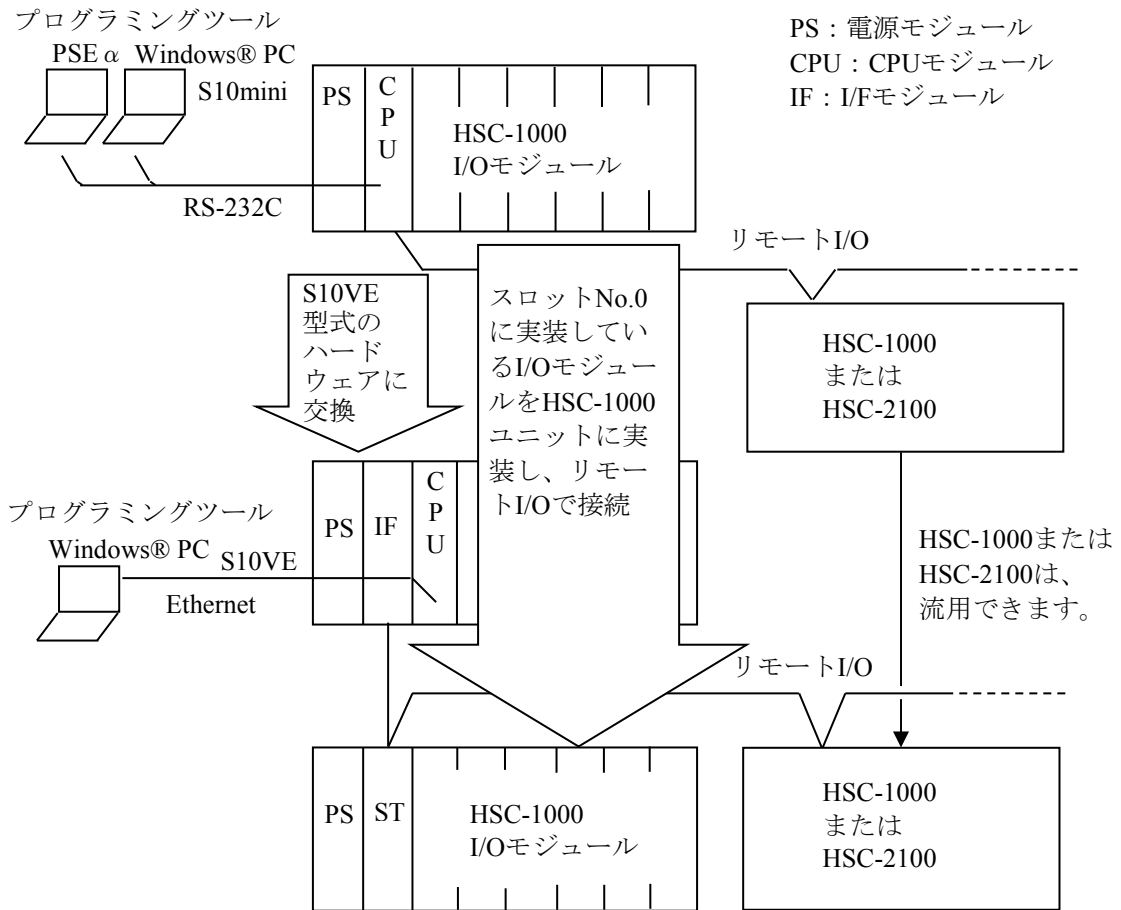 プログラミングツール
PSE α Windows® PC
S10mini
RS-232C
PS
CPU
HSC-1000
I/Oモジュール
PS：電源モジュール
CPU：CPUモジュール
IF：I/Fモジュール
リモートI/O
S10VE
型式の
ハード
ウェアに
交換
スロットNo.0
に実装してい
るI/Oモジュー
ルをHSC-1000
ユニットに実
装し、リモー
トI/Oで接続
HSC-1000
または
HSC-2100
プログラミングツール
Windows® PC
S10VE
Ethernet
PS
IF
CPU
HSC-1000または
HSC-2100は、
流用できます。
リモートI/O
PS
ST
HSC-1000
I/Oモジュール
HSC-1000
または
HSC-2100